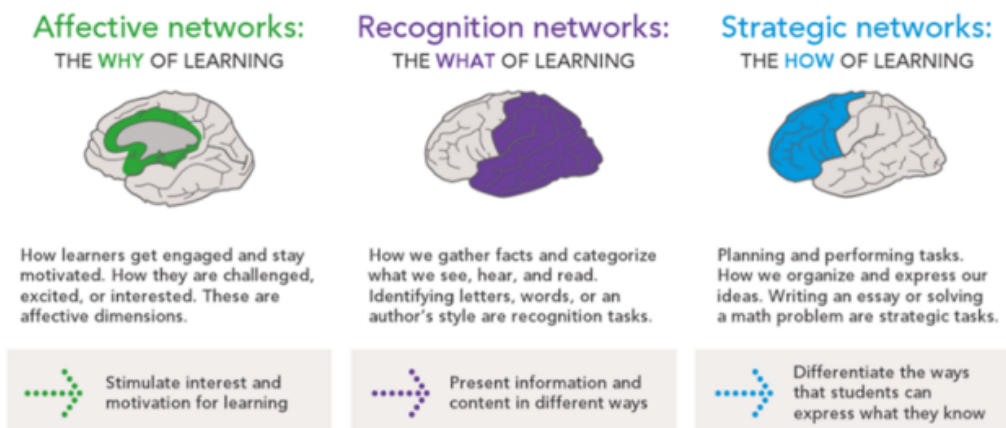 Affective networks:
THE WHY OF LEARNING
How learners get engaged and stay
motivated. How they are challenged,
excited, or interested. These are
affective dimensions.
Stimulate interest and
motivation for learning
Recognition networks:
THE WHAT OF LEARNING
How we gather facts and categorize
what we see, hear, and read.
Identifying letters, words, or an
author's style are recognition tasks.
Present information and
content in different ways
Strategic networks:
THE HOW OF LEARNING
Planning and performing tasks.
How we organize and express our
ideas. Writing an essay or solving
a math problem are strategic tasks.
Differentiate the ways
that students can
express what they know